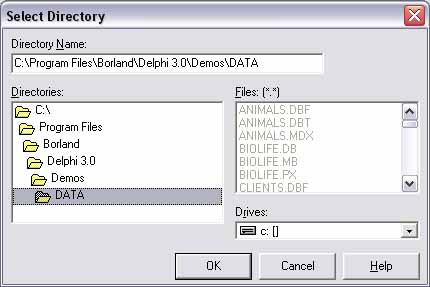 Select Directory
Directory Name:
C:\Program Files\Borland\Delphi 3.0\Demos\DATA
Directories:
C:\
Program Files
Borland
Delphi 3.0
Demos
DATA
Files: (*.*)
ANIMALS.DBF
ANIMALS.DBT
ANIMALS.MDX
BIOLIFE.DB
BIOLIFE.MB
BIOLIFE.PX
CLIENTS.DBF
Drives:
c: []
OK
Cancel
Help